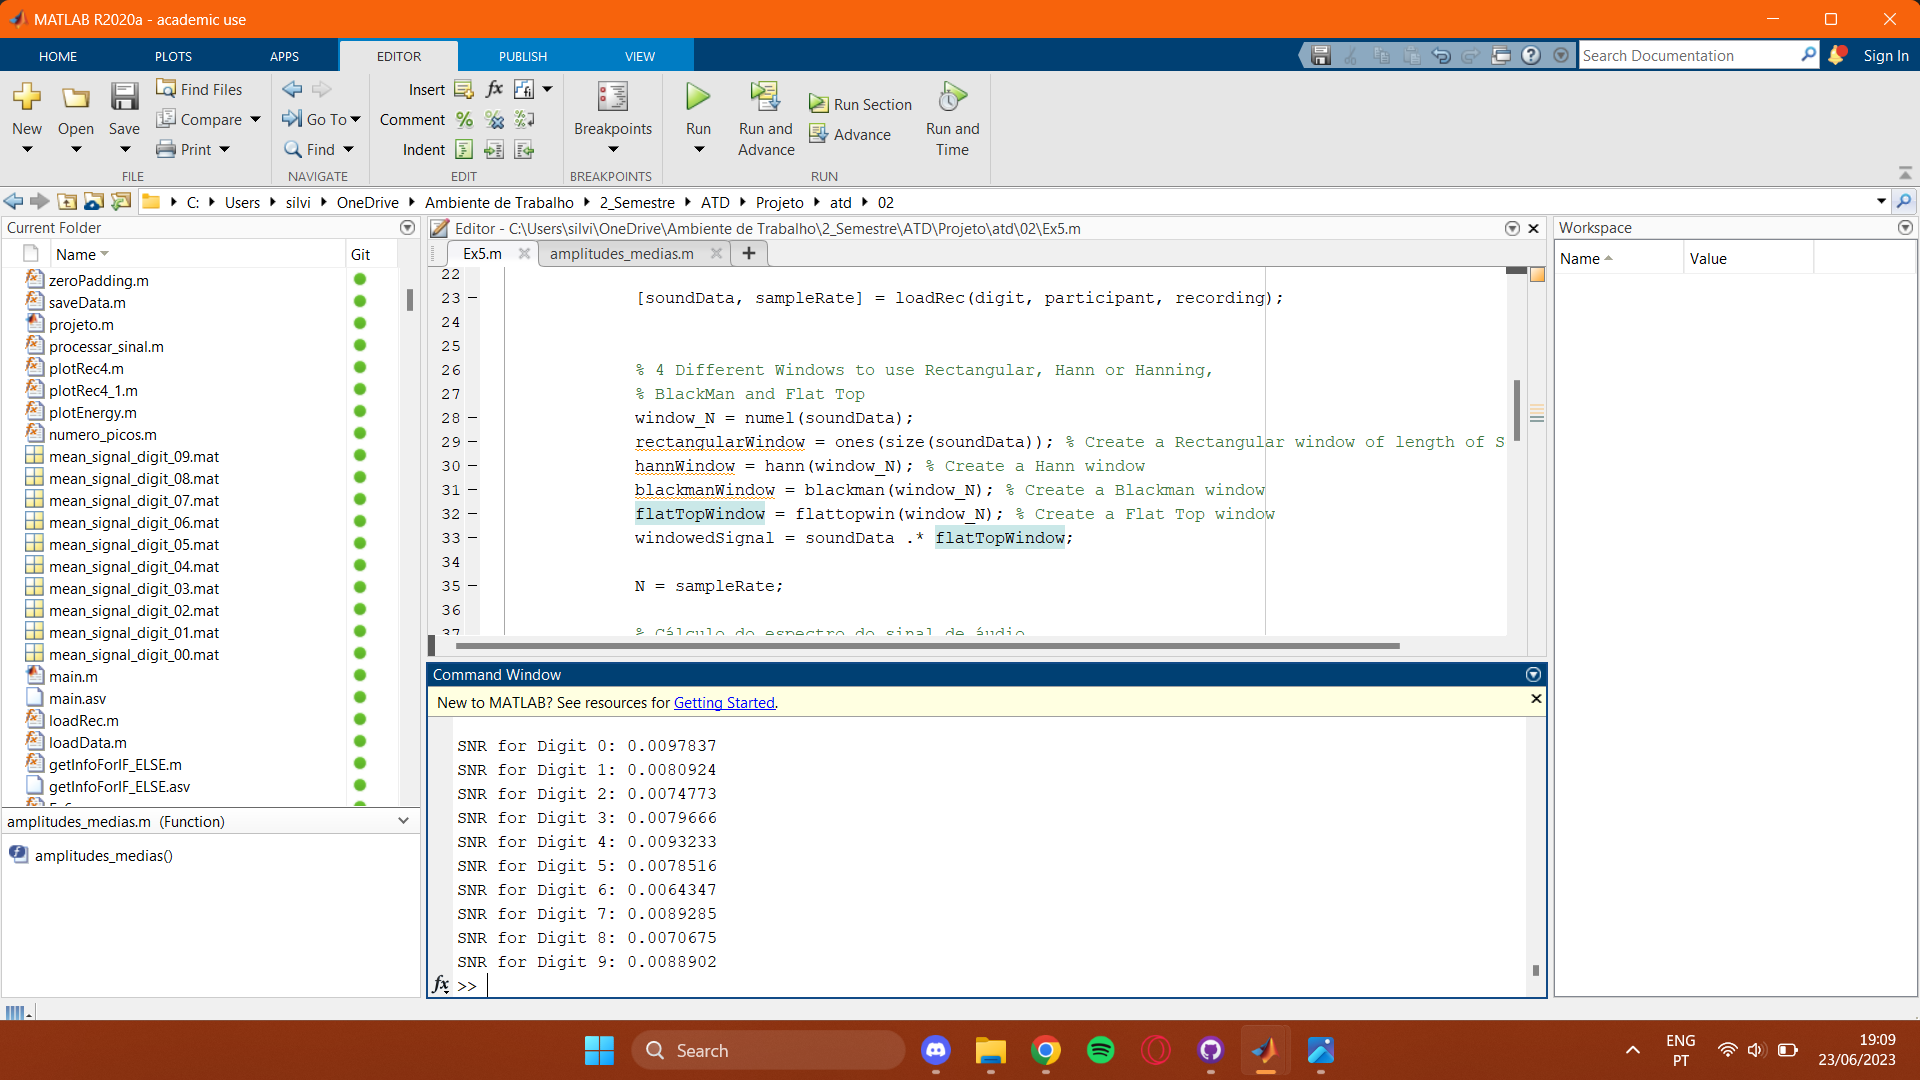 MATLAB R2020a - academic use
HOME PLOTS APPS EDITOR PUBLISH VIEW
Search Documentation
Sign In
New
Open
Save
Find Files
Compare
Print
FILE
Go To
Find
NAVIGATE
Insert
Comment
Indent
fx
EDIT
Breakpoints
BREAKPOINTS
Run
Run and Advance
Run Section
Advance
Run and Time
RUN
C: Users silvi OneDrive Ambiente de Trabalho 2_Semestre ATD Projeto atd 02
Current Folder
Name Git
zeroPadding.m
saveData.m
projeto.m
processar_sinal.m
plotRec4.m
plotRec4_1.m
plotEnergy.m
numero_picos.m
mean_signal_digit_09.mat
mean_signal_digit_08.mat
mean_signal_digit_07.mat
mean_signal_digit_06.mat
mean_signal_digit_05.mat
mean_signal_digit_04.mat
mean_signal_digit_03.mat
mean_signal_digit_02.mat
mean_signal_digit_01.mat
mean_signal_digit_00.mat
main.m
main.asv
loadRec.m
loadData.m
getInfoForIF_ELSE.m
getInfoForIF_ELSE.asv
amplitudes_medias.m (Function)
amplitudes_medias()
Editor - C:\Users\silvi\OneDrive\Ambiente de Trabalho\2_Semestre\ATD\Projeto\atd\02\Ex5.m
Ex5.m amplitudes_medias.m
22
23 [soundData, sampleRate] = loadRec(digit, participant, recording);
24
25
26 % 4 Different Windows to use Rectangular, Hann or Hanning,
27 % BlackMan and Flat Top
28 window_N = numel(soundData);
29 rectangularWindow = ones(size(soundData)); % Create a Rectangular window of length of S
30 hannWindow = hann(window_N); % Create a Hann window
31 blackmanWindow = blackman(window_N); % Create a Blackman window
32 flatTopWindow = flattopwin(window_N); % Create a Flat Top window
33 windowedSignal = soundData .* flatTopWindow;
34
35 N = sampleRate;
36
37 % Cálculo do espectro do sinal de áudio
Command Window
New to MATLAB? See resources for Getting Started.
SNR for Digit 0: 0.0097837
SNR for Digit 1: 0.0080924
SNR for Digit 2: 0.0074773
SNR for Digit 3: 0.0079666
SNR for Digit 4: 0.0093233
SNR for Digit 5: 0.0078516
SNR for Digit 6: 0.0064347
SNR for Digit 7: 0.0089285
SNR for Digit 8: 0.0070675
SNR for Digit 9: 0.0088902
fx >>
Workspace
Name Value
Search
ENG
PT
19:09
23/06/2023